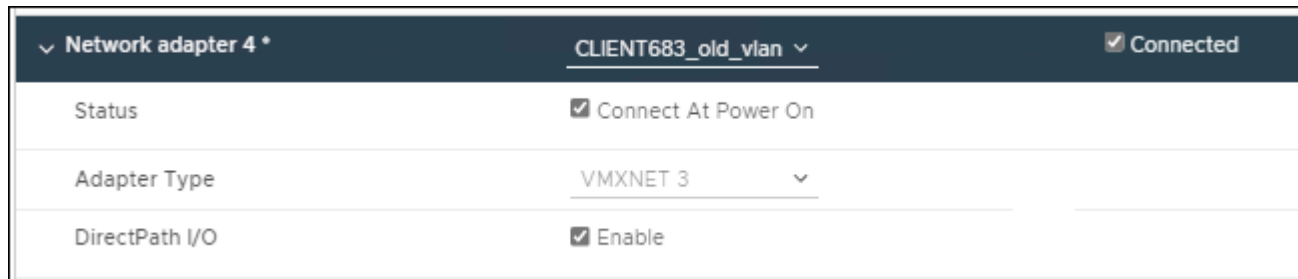 Network adapter 4 * CLIENT683_old_vlan Connected
Status Connect At Power On
Adapter Type VMXNET 3
DirectPath I/O Enable